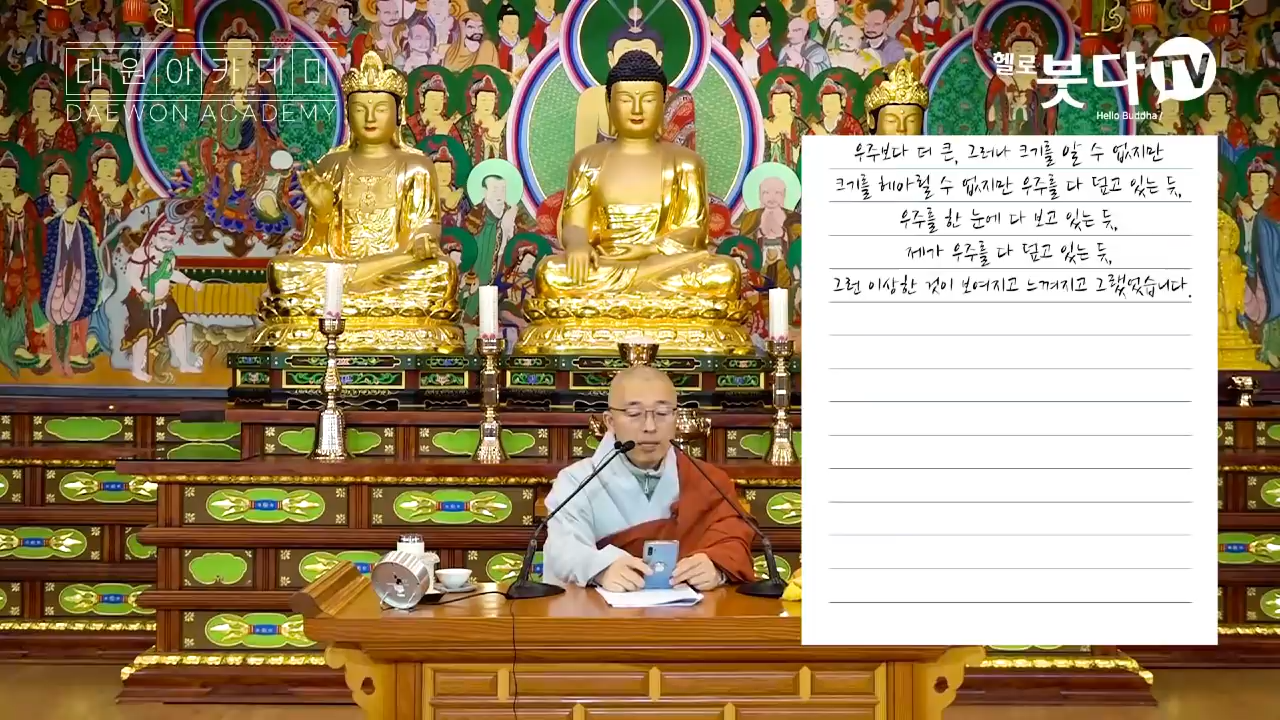 대원아카데미
DAEWON ACADEMY
헬로붓다TV
Hello Buddha TV
우주보다 더 큰, 그러나 크기를 알 수 없지만
크기를 헤아릴 수 없지만 우주를 다 덮고 있는 듯,
우주를 한 눈에 다 보고 있는 듯,
제가 우주를 다 덮고 있는 듯,
그런 이상한 것이 보여지고 느껴지고 그랬었습니다.